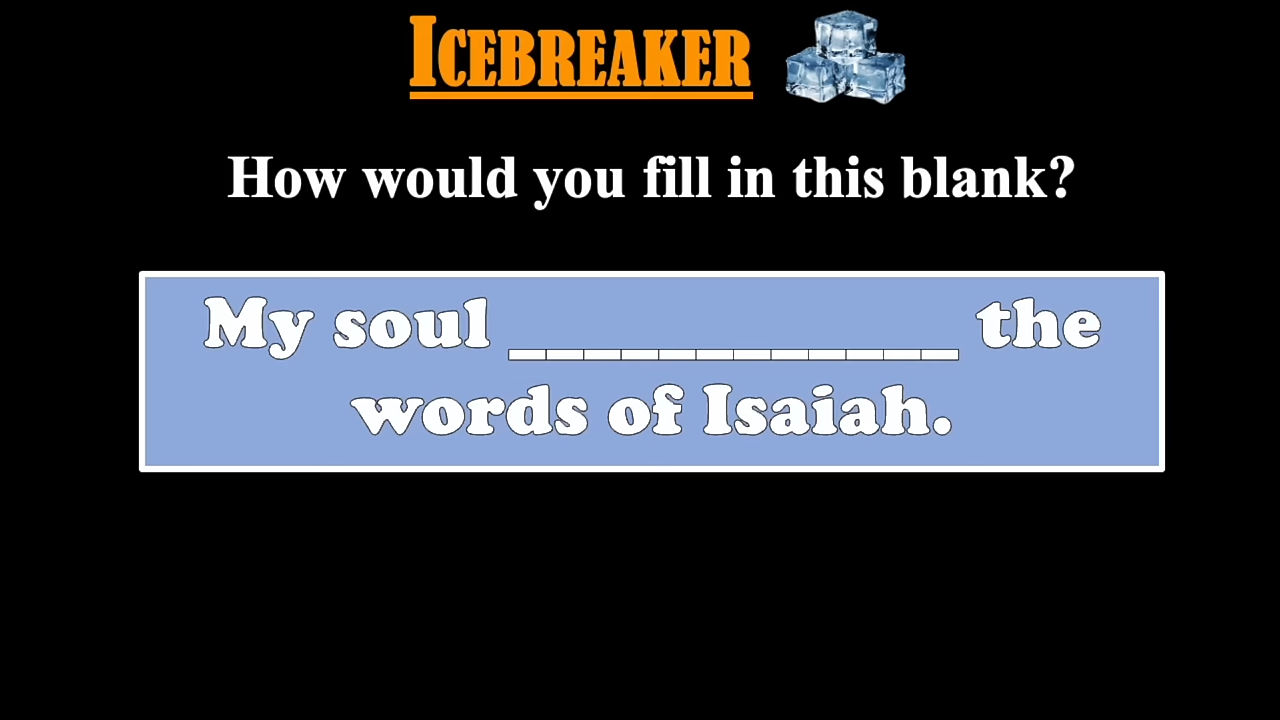 ICEBREAKER
How would you fill in this blank?
My soul ____________ the
words of Isaiah.